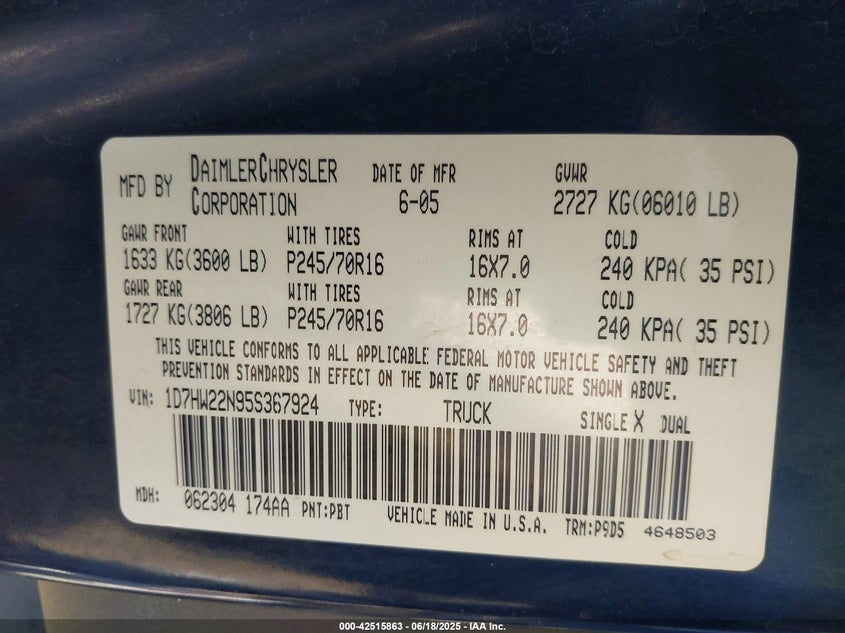 MFD BY DAIMLERCHRYSLER CORPORATION DATE OF MFR 6-05 GVWR 2727 KG(06010 LB)
GAWR FRONT WITH TIRES RIMS AT COLD
1633 KG(3600 LB) P245/70R16 16X7.0 240 KPA( 35 PSI)
GAWR REAR WITH TIRES RIMS AT COLD
1727 KG(3806 LB) P245/70R16 16X7.0 240 KPA( 35 PSI)
THIS VEHICLE CONFORMS TO ALL APPLICABLE FEDERAL MOTOR VEHICLE SAFETY AND THEFT
PREVENTION STANDARDS IN EFFECT ON THE DATE OF MANUFACTURE SHOWN ABOVE.
VIN: 1D7HW22N95S367924 TYPE: TRUCK SINGLE X DUAL
MDH: 062304 174AA PNT:PBT VEHICLE MADE IN U.S.A. TRM:P9D5 4648503
000-42515863 - 06/18/2025 - IAA Inc.